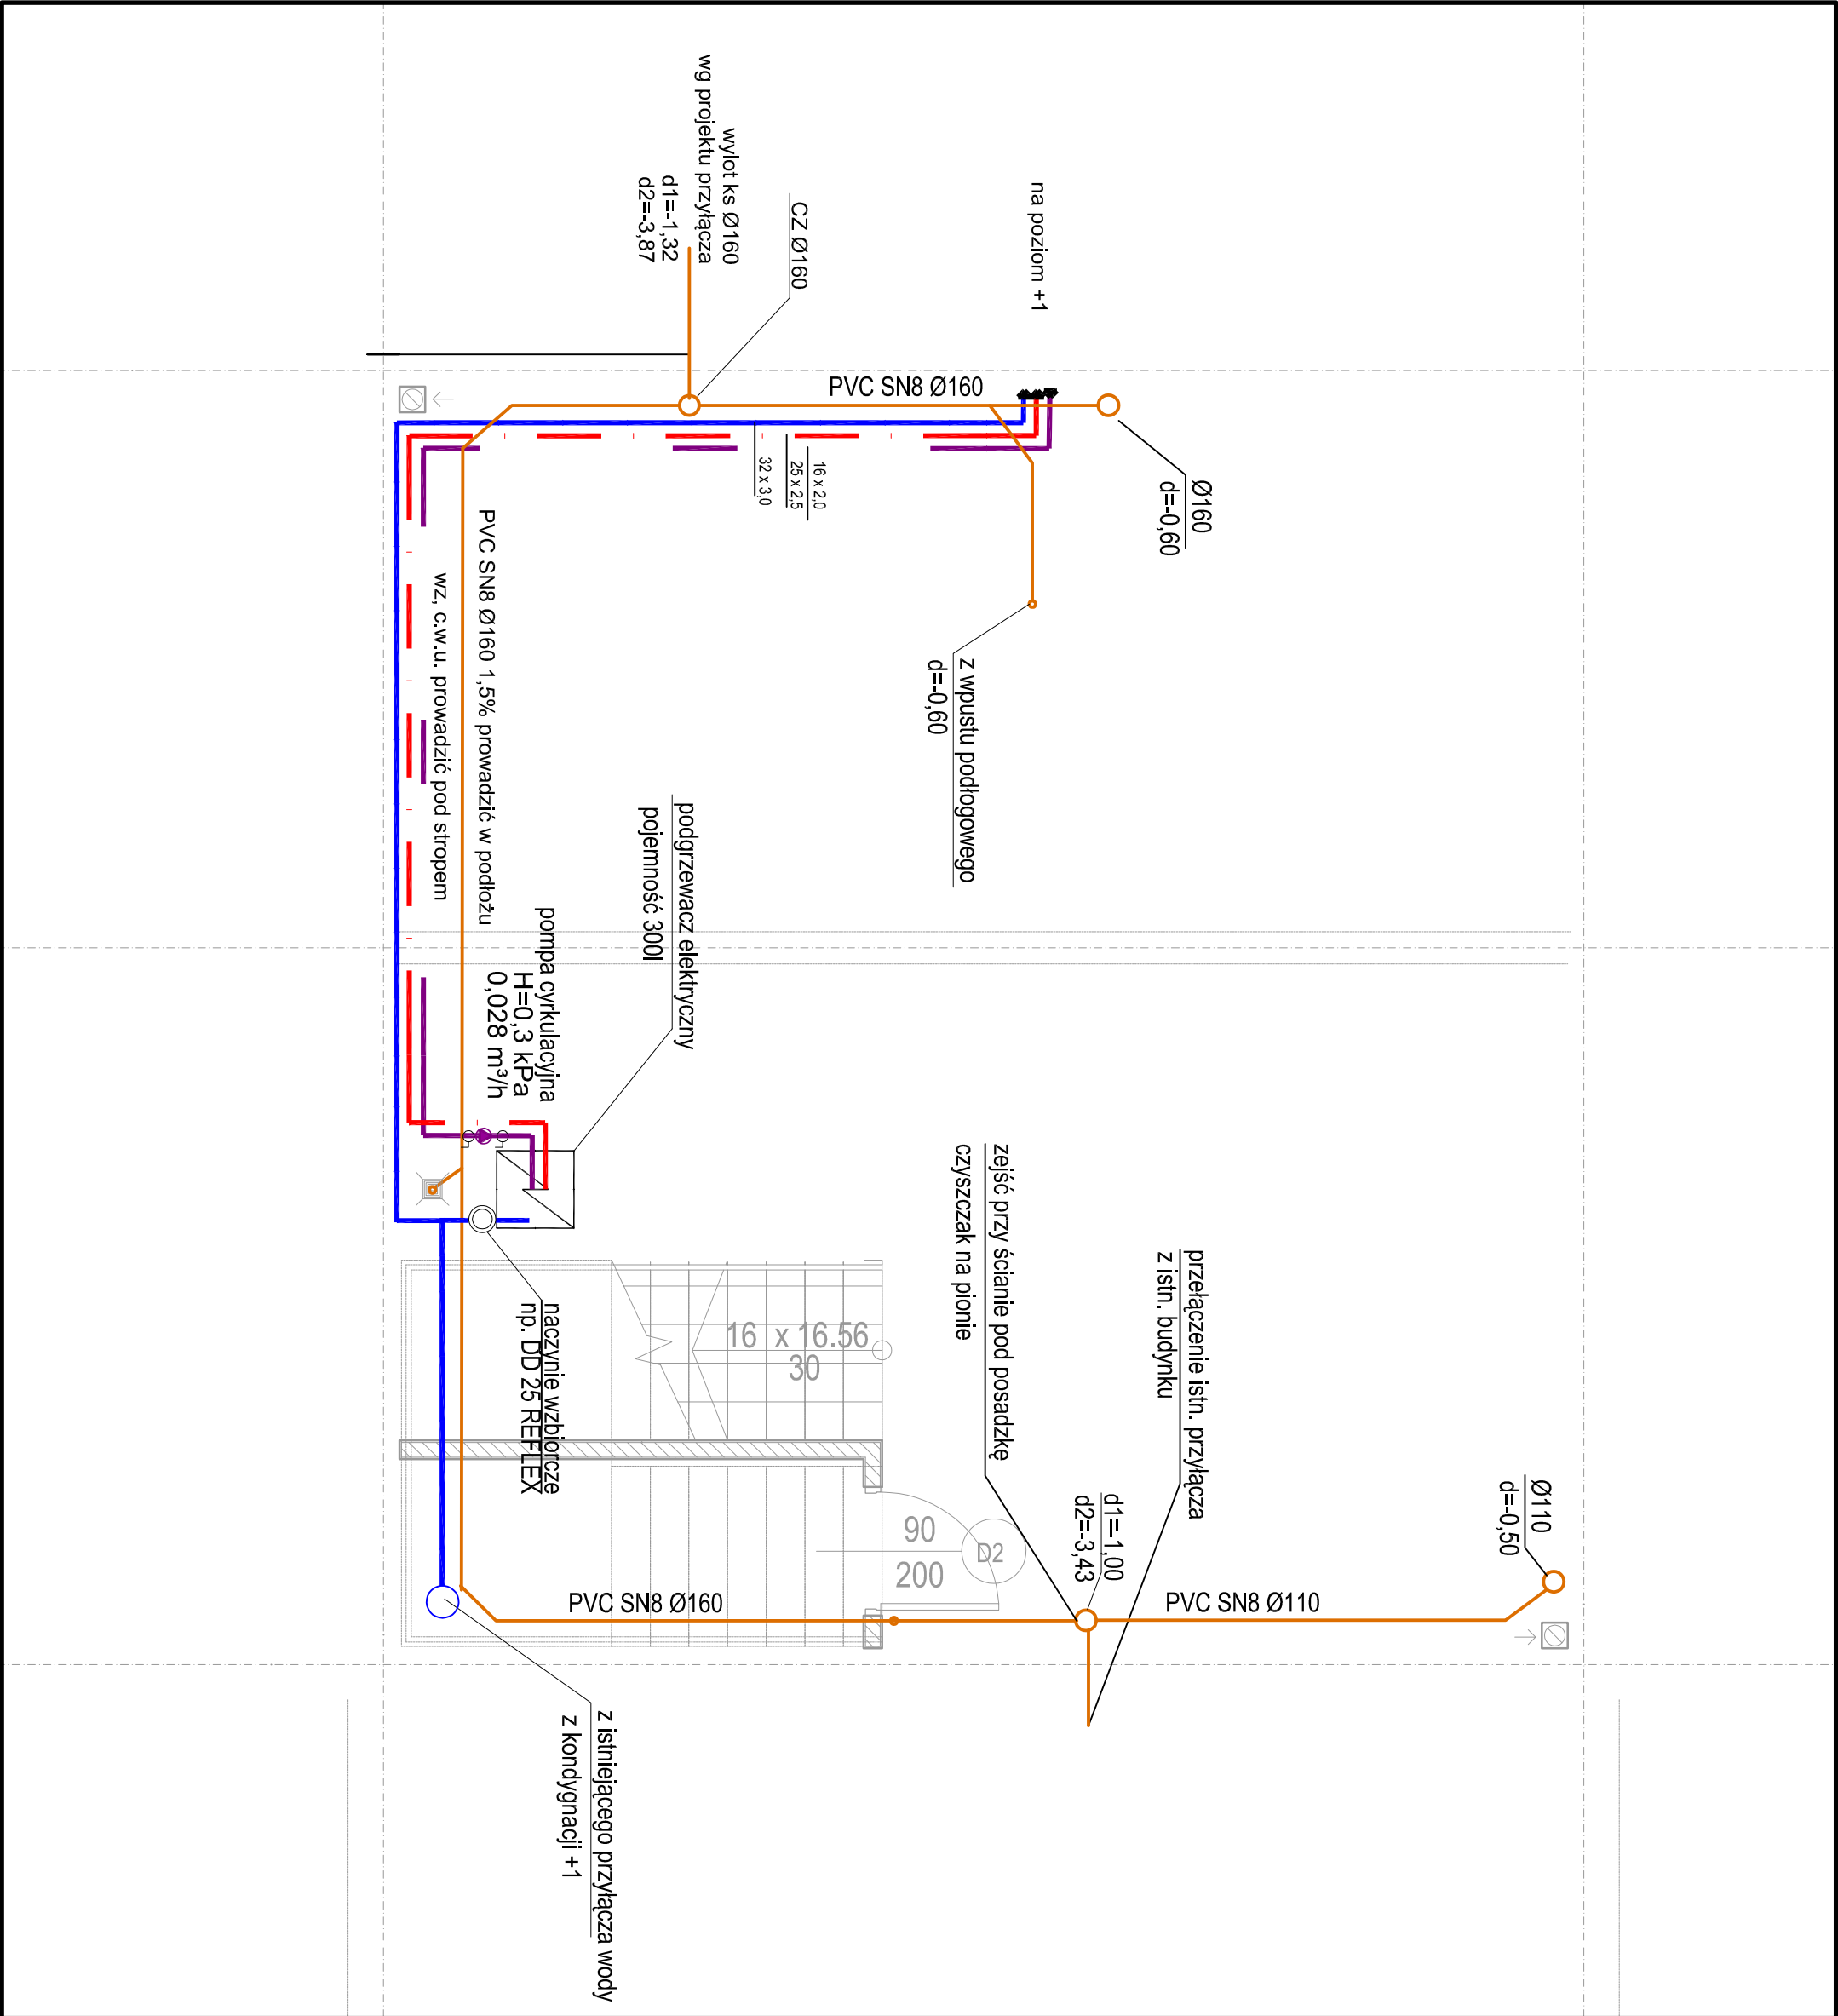 wylot ks Ø160
wg projektu przyłącza
d1=-1,32
d2=-3,87
CZ Ø160
na poziom +1
PVC SN8 Ø160
Ø160
d=-0,60
16 x 2,0
25 x 2,5
32 x 3,0
z wpustu podłogowego
d=-0,60
PVC SN8 Ø160 1,5% prowadzić w podłożu
wz, c.w.u. prowadzić pod stropem
podgrzewacz elektryczny
pojemność 300l
pompa cyrkulacyjna
H=0,3 kPa
0,028 m³/h
zejść przy ścianie pod posadzkę
czyszczak na pionie
przełączenie istn. przyłącza
z istn. budynku
naczynie wzbiorcze
np. DD 25 REFLEX
16 x 16.56
30
90
200
D2
d1=-1,00
d2=-3,43
Ø110
d=-0,50
PVC SN8 Ø160
PVC SN8 Ø110
z istniejącego przyłącza wody
z kondygnacji +1